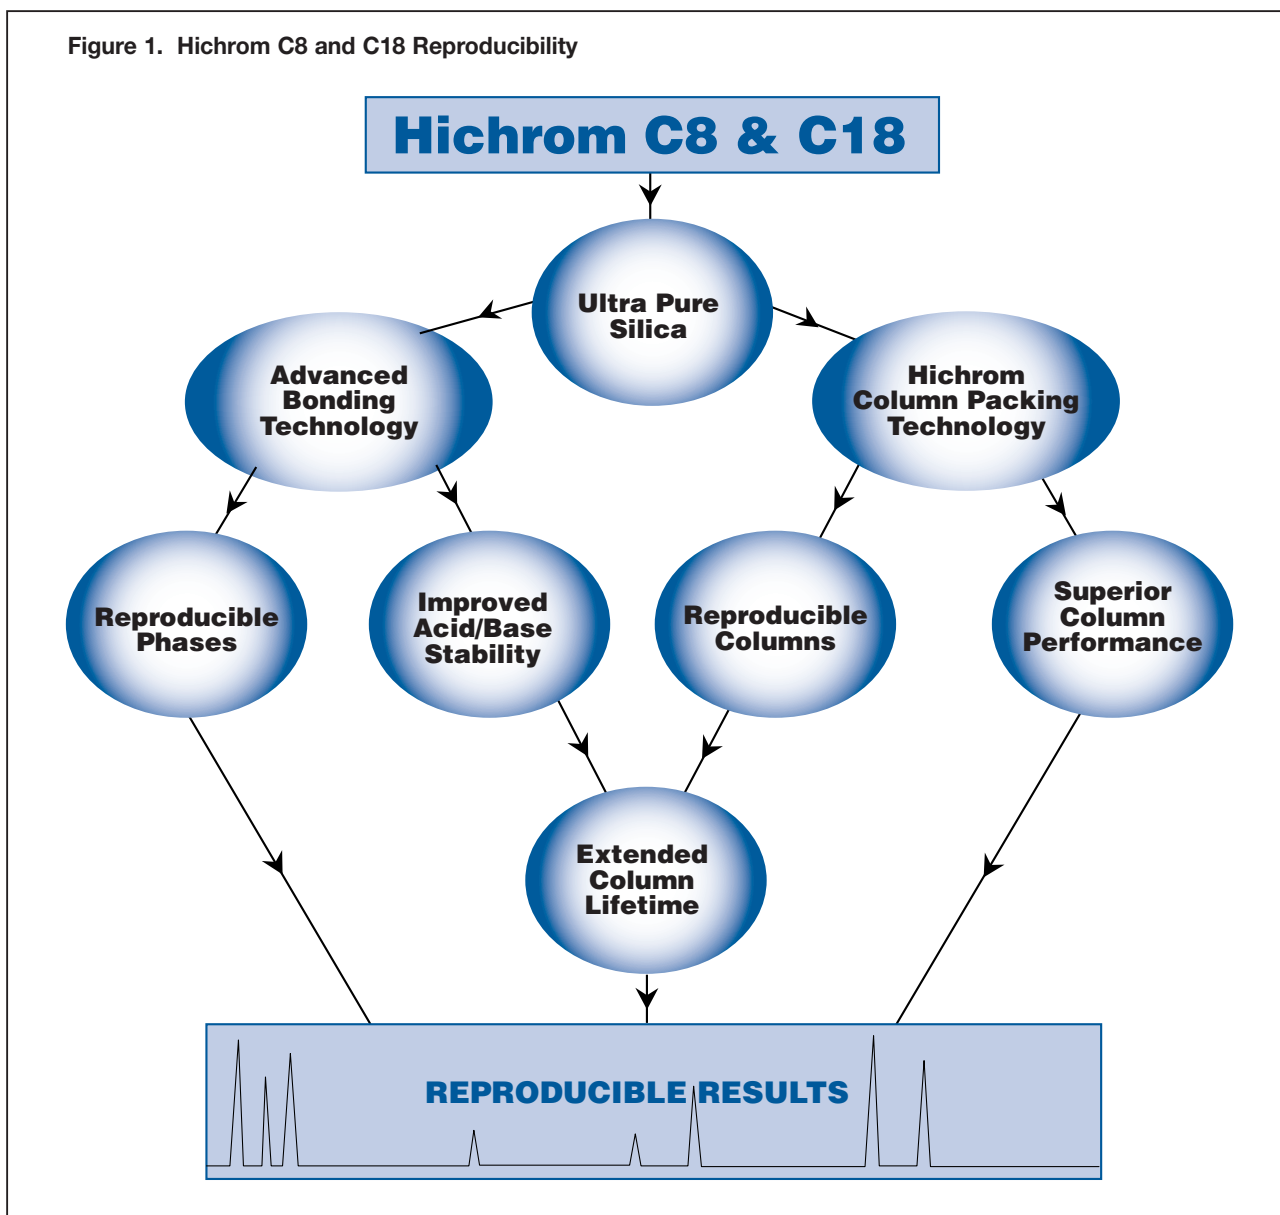 Figure 1. Hichrom C8 and C18 Reproducibility
Hichrom C8 & C18
Ultra Pure
Silica
Advanced
Bonding
Technology
Hichrom
Column Packing
Technology
Reproducible
Phases
Improved
Acid/Base
Stability
Reproducible
Columns
Superior
Column
Performance
Extended
Column
Lifetime
REPRODUCIBLE RESULTS